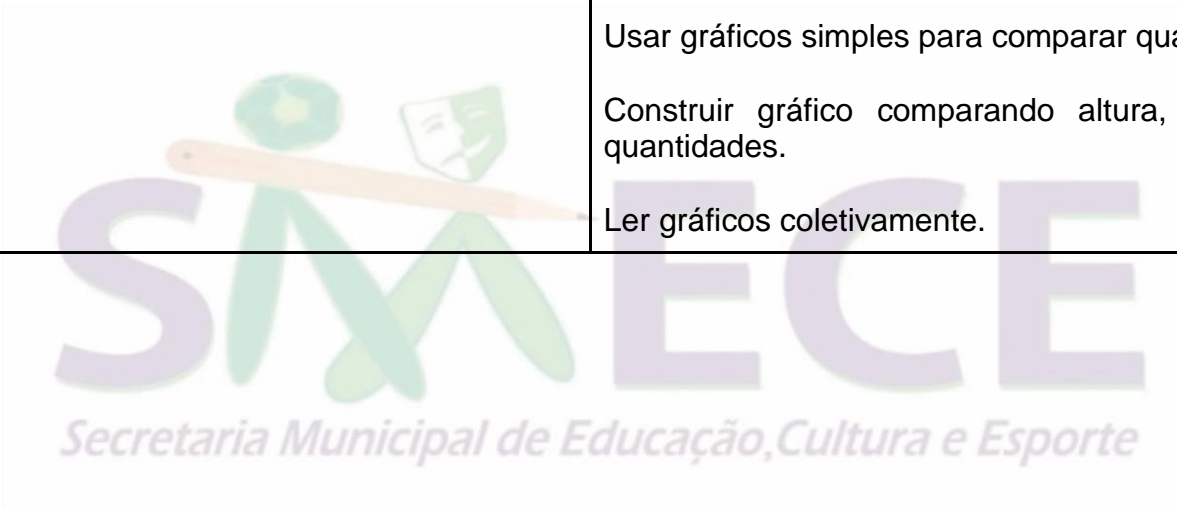 Usar gráficos simples para comparar
Construir gráfico comparando altura,
quantidades.
Ler gráficos coletivamente.
SMECE
Secretaria Municipal de Educação,Cultura e Esporte